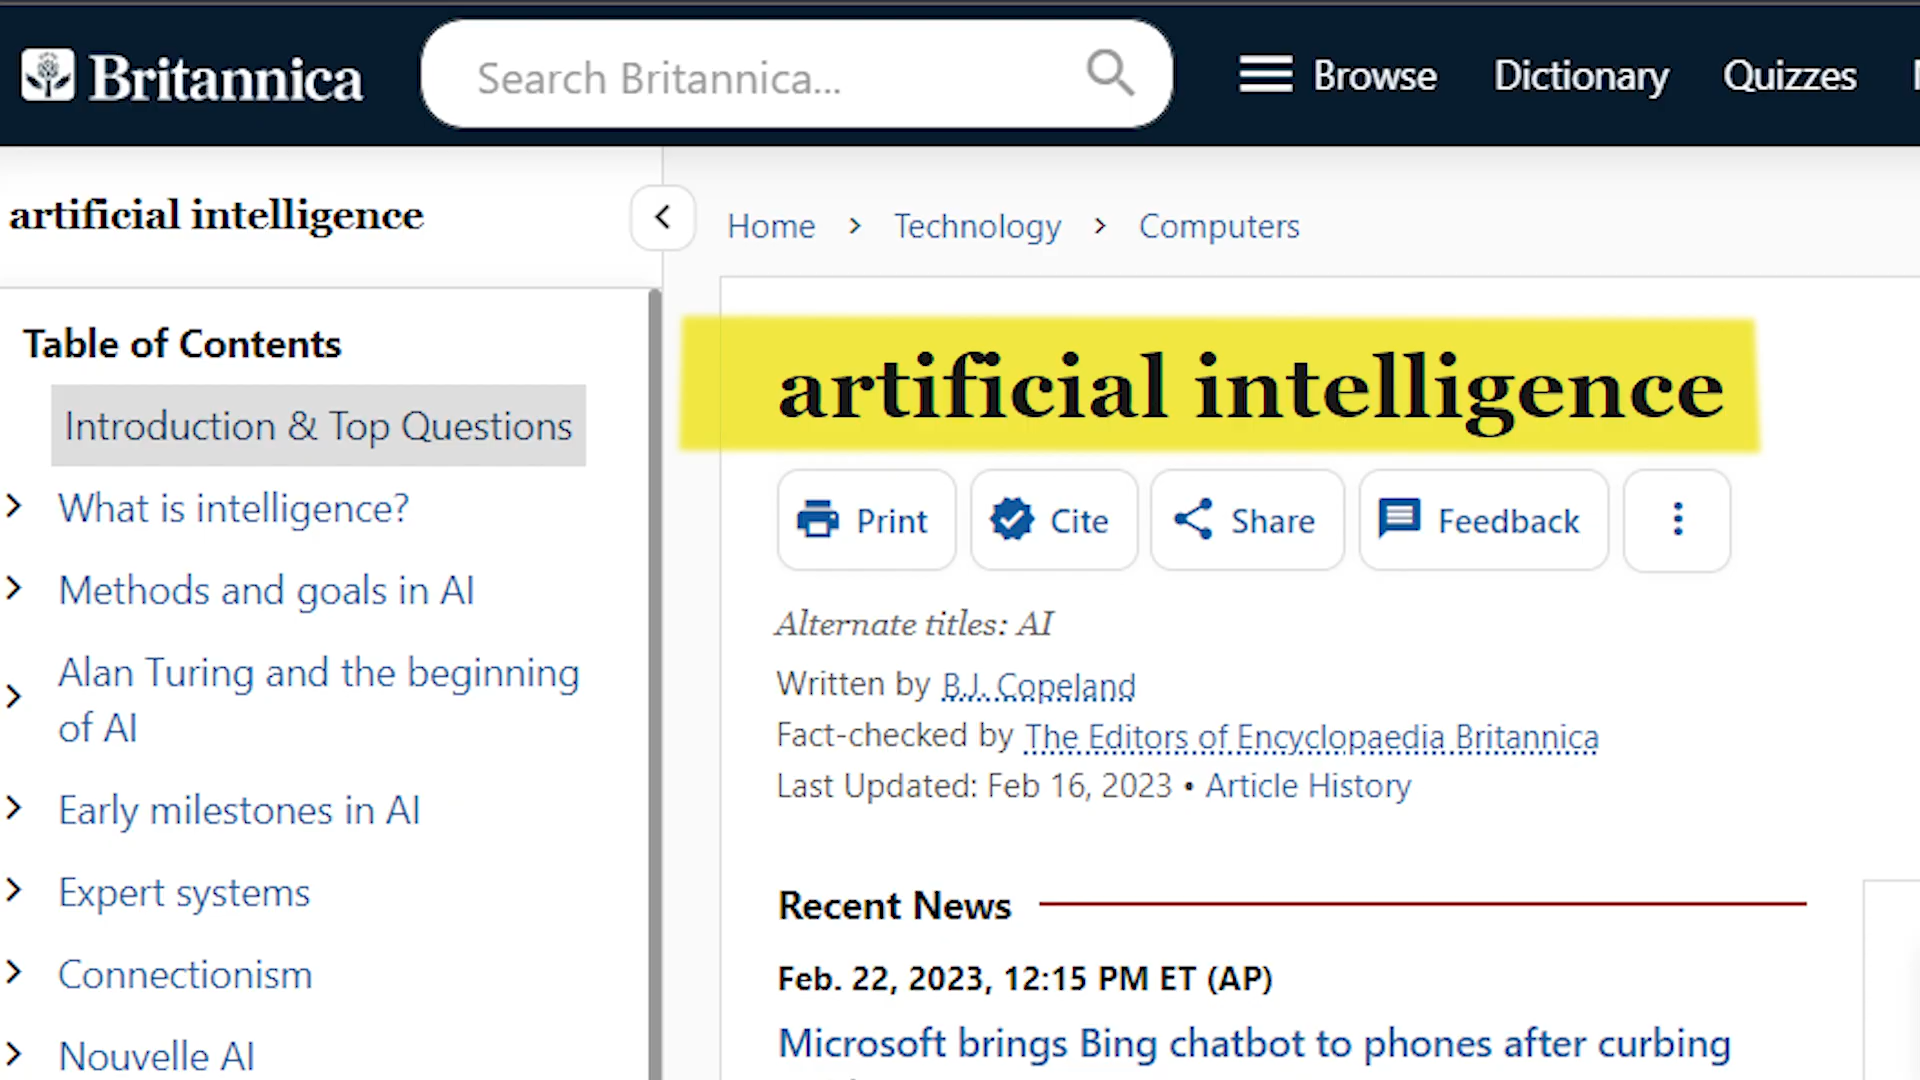 Britannica
Search Britannica...
Browse
Dictionary
Quizzes
artificial intelligence
Home > Technology > Computers
Table of Contents
Introduction & Top Questions
What is intelligence?
Methods and goals in AI
Alan Turing and the beginning
of AI
Early milestones in AI
Expert systems
Connectionism
Nouvelle AI
artificial intelligence
Print
Cite
Share
Feedback
Alternate titles: AI
Written by B.J. Copeland
Fact-checked by The Editors of Encyclopaedia Britannica
Last Updated: Feb 16, 2023 • Article History
Recent News
Feb. 22, 2023, 12:15 PM ET (AP)
Microsoft brings Bing chatbot to phones after curbing